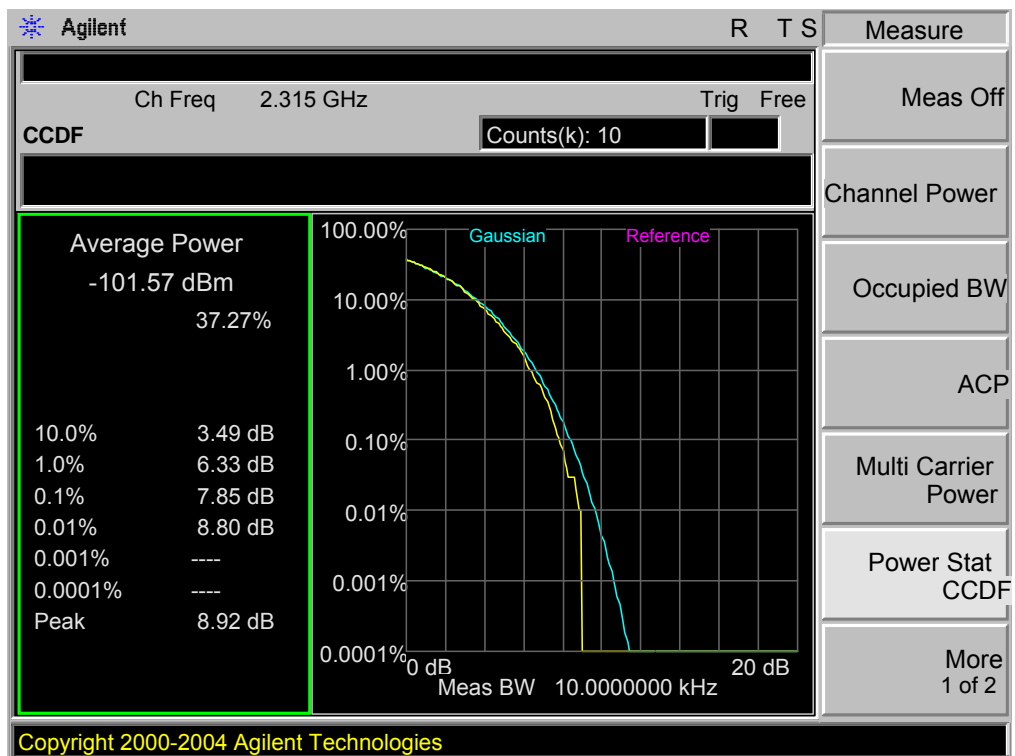 Agilent R T S Measure
Ch Freq 2.315 GHz Trig Free
CCDF Counts(k): 10
Meas Off
Channel Power
Occupied BW
ACP
Multi Carrier
Power
Power Stat
CCDF
More
1 of 2
Average Power
-101.57 dBm
37.27%
10.0% 3.49 dB
1.0% 6.33 dB
0.1% 7.85 dB
0.01% 8.80 dB
0.001% ----
0.0001% ----
Peak 8.92 dB
Gaussian Reference
100.00%
10.00%
1.00%
0.10%
0.01%
0.001%
0.0001%
0 dB 20 dB
Meas BW 10.0000000 kHz
Copyright 2000-2004 Agilent Technologies